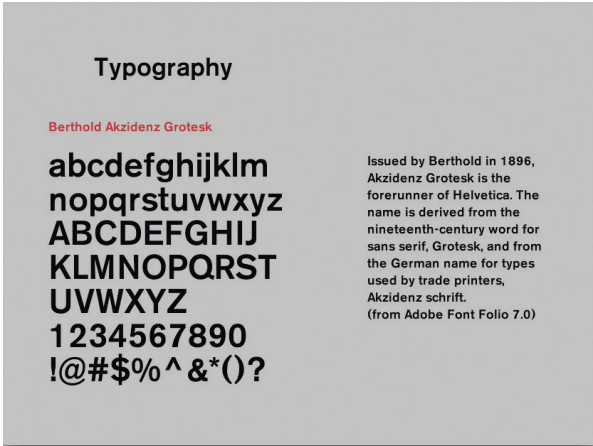 Typography
Berthold Akzidenz Grotesk
abcdefghijklm
nopqrstuvwxyz
ABCDEFGHIJ
KLMNOPQRST
UVWXYZ
1234567890
!@#$%^&*()?
Issued by Berthold in 1896,
Akzidenz Grotesk is the
forerunner of Helvetica. The
name is derived from the
nineteenth-century word for
sans serif, Grotesk, and from
the German name for types
used by trade printers,
Akzidenz schrift.
(from Adobe Font Folio 7.0)